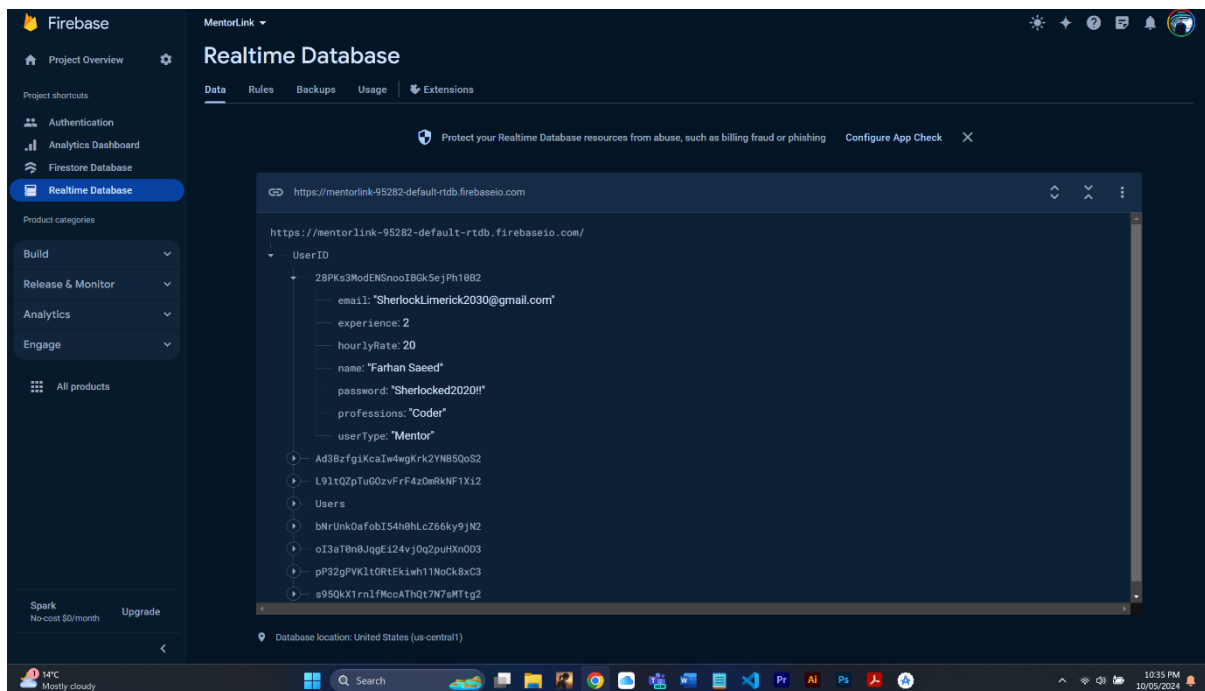 Firebase
MentorLink
Project Overview
Realtime Database
Project shortcuts
Data Rules Backups Usage Extensions
Authentication
Analytics Dashboard
Firestore Database
Realtime Database
Protect your Realtime Database resources from abuse, such as billing fraud or phishing Configure App Check
Product categories
Build
Release & Monitor
Analytics
Engage
All products
https://mentorlink-95282-default-rtdb.firebaseio.com
https://mentorlink-95282-default-rtdb.firebaseio.com/
UserID
28PKs3ModENSnooIBGk5ejPh10B2
email: "SherlockLimerick2030@gmail.com"
experience: 2
hourlyRate: 20
name: "Farhan Saeed"
password: "Sherlocked2020!!"
professions: "Coder"
userType: "Mentor"
Ad3BzfgiKcaIw4wgKrk2YNB5QoS2
L9ltQZpTuGOzvFrF4zOmRkNF1Xi2
Users
bNrUnkOafobI54h0hLcZ66ky9jN2
oI3aT0n0JqgEi24vjOq2puHXnOD3
pP32gPVKltORtEkiwh11NoCk8xC3
s95QkX1rnlfMccAThQt7N7sMTtg2
Database location: United States (us-central1)
Spark
No-cost $0/month
Upgrade
14°C
Mostly cloudy
Search
10:35 PM
10/05/2024